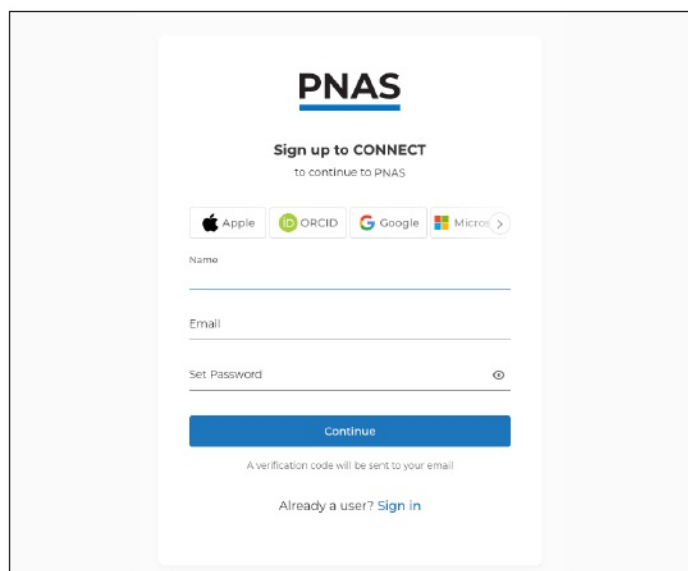 PNAS
Sign up to CONNECT
to continue to PNAS
Apple ORCID Google Micros
Name
Email
Set Password
Continue
A verification code will be sent to your email
Already a user? Sign in